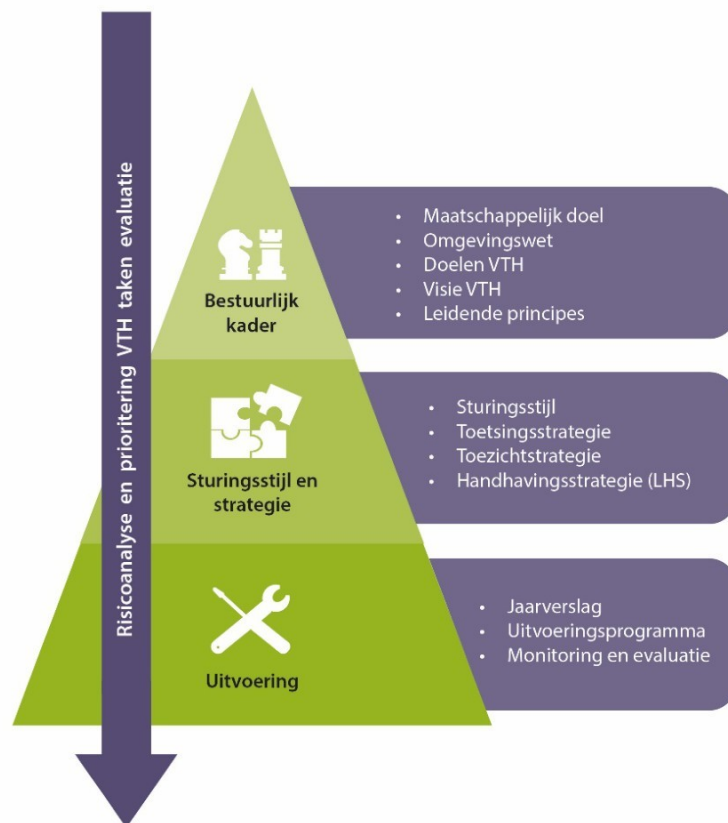 Risicoanalyse en prioritering VTH taken evaluatie
Bestuurlijk
kader
• Maatschappelijk doel
• Omgevingswet
• Doelen VTH
• Visie VTH
• Leidende principes
Sturingsstijl en
strategie
• Sturingsstijl
• Toetsingsstrategie
• Toezichtstrategie
• Handhavingsstrategie (LHS)
Uitvoering
• Jaarverslag
• Uitvoeringsprogramma
• Monitoring en evaluatie